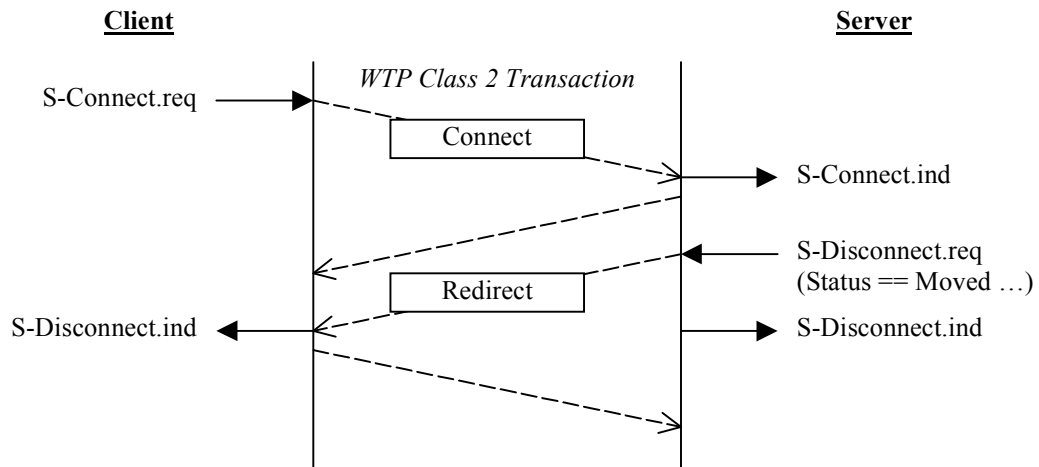 Client
Server
WTP Class 2 Transaction
S-Connect.req
Connect
S-Connect.ind
S-Disconnect.req
(Status == Moved …)
Redirect
S-Disconnect.ind
S-Disconnect.ind